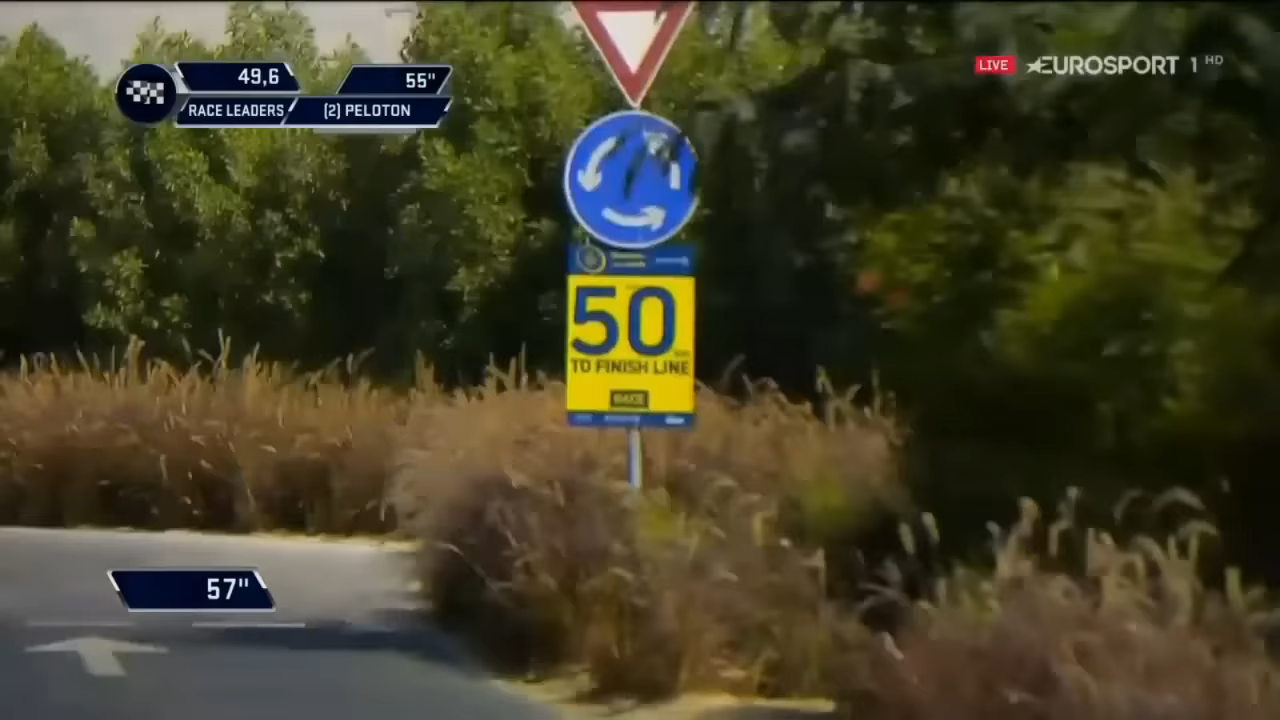 49,6
55"
RACE LEADERS
(2) PELOTON
LIVE EUROSPORT 1 HD
50
TO FINISH LINE
57"